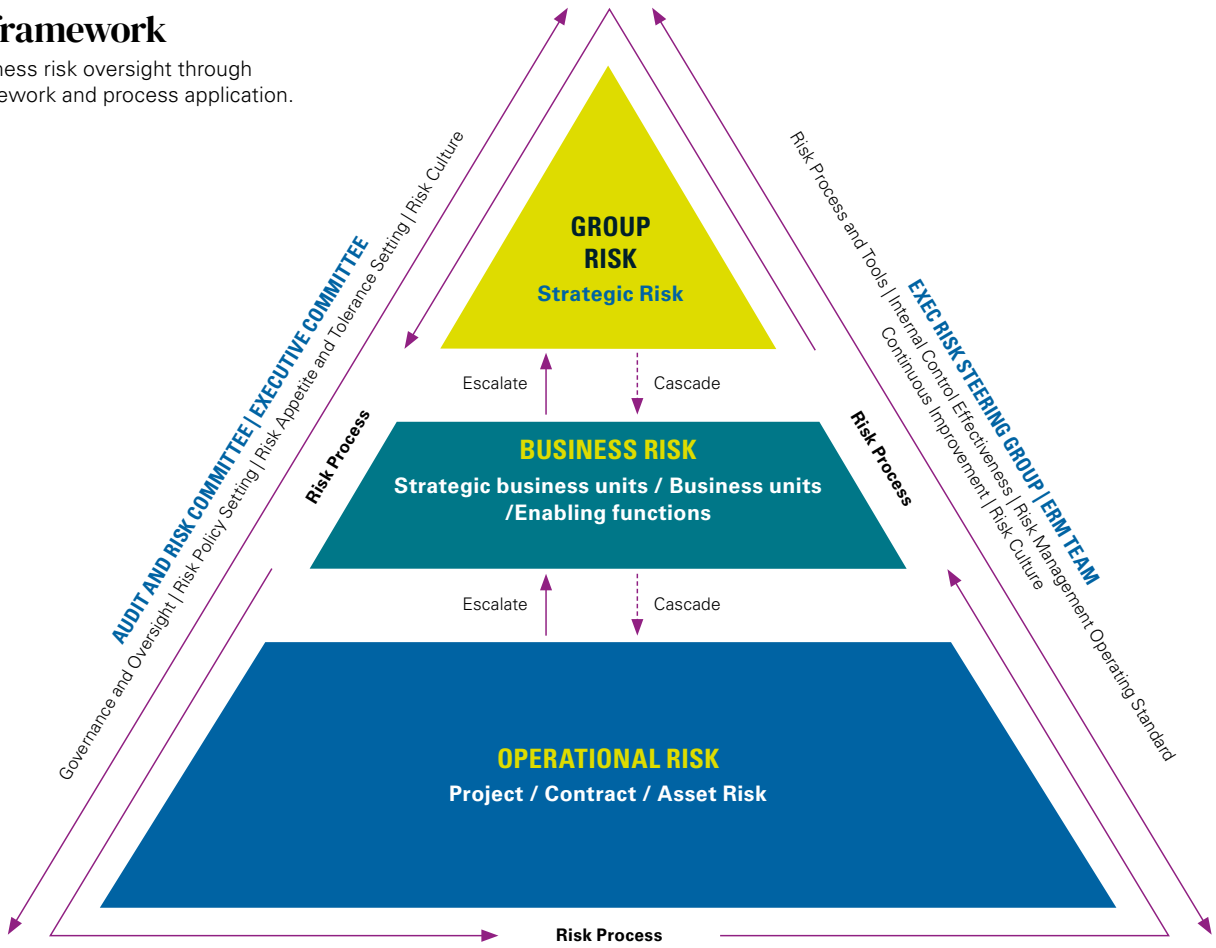 framework
ness risk oversight through
ework and process application.
GROUP
RISK
Strategic Risk
Escalate
Cascade
BUSINESS RISK
Strategic business units / Business units
/Enabling functions
Escalate
Cascade
OPERATIONAL RISK
Project / Contract / Asset Risk
AUDIT AND RISK COMMITTEE | EXECUTIVE COMMITTEE
Governance and Oversight | Risk Policy Setting | Risk Appetite and Tolerance Setting | Risk Culture
Risk Process
EXEC RISK STEERING GROUP | ERM TEAM
Risk Process and Tools | Internal Control Effectiveness | Risk Management Operating Standard
Continuous Improvement | Risk Culture
Risk Process
Risk Process